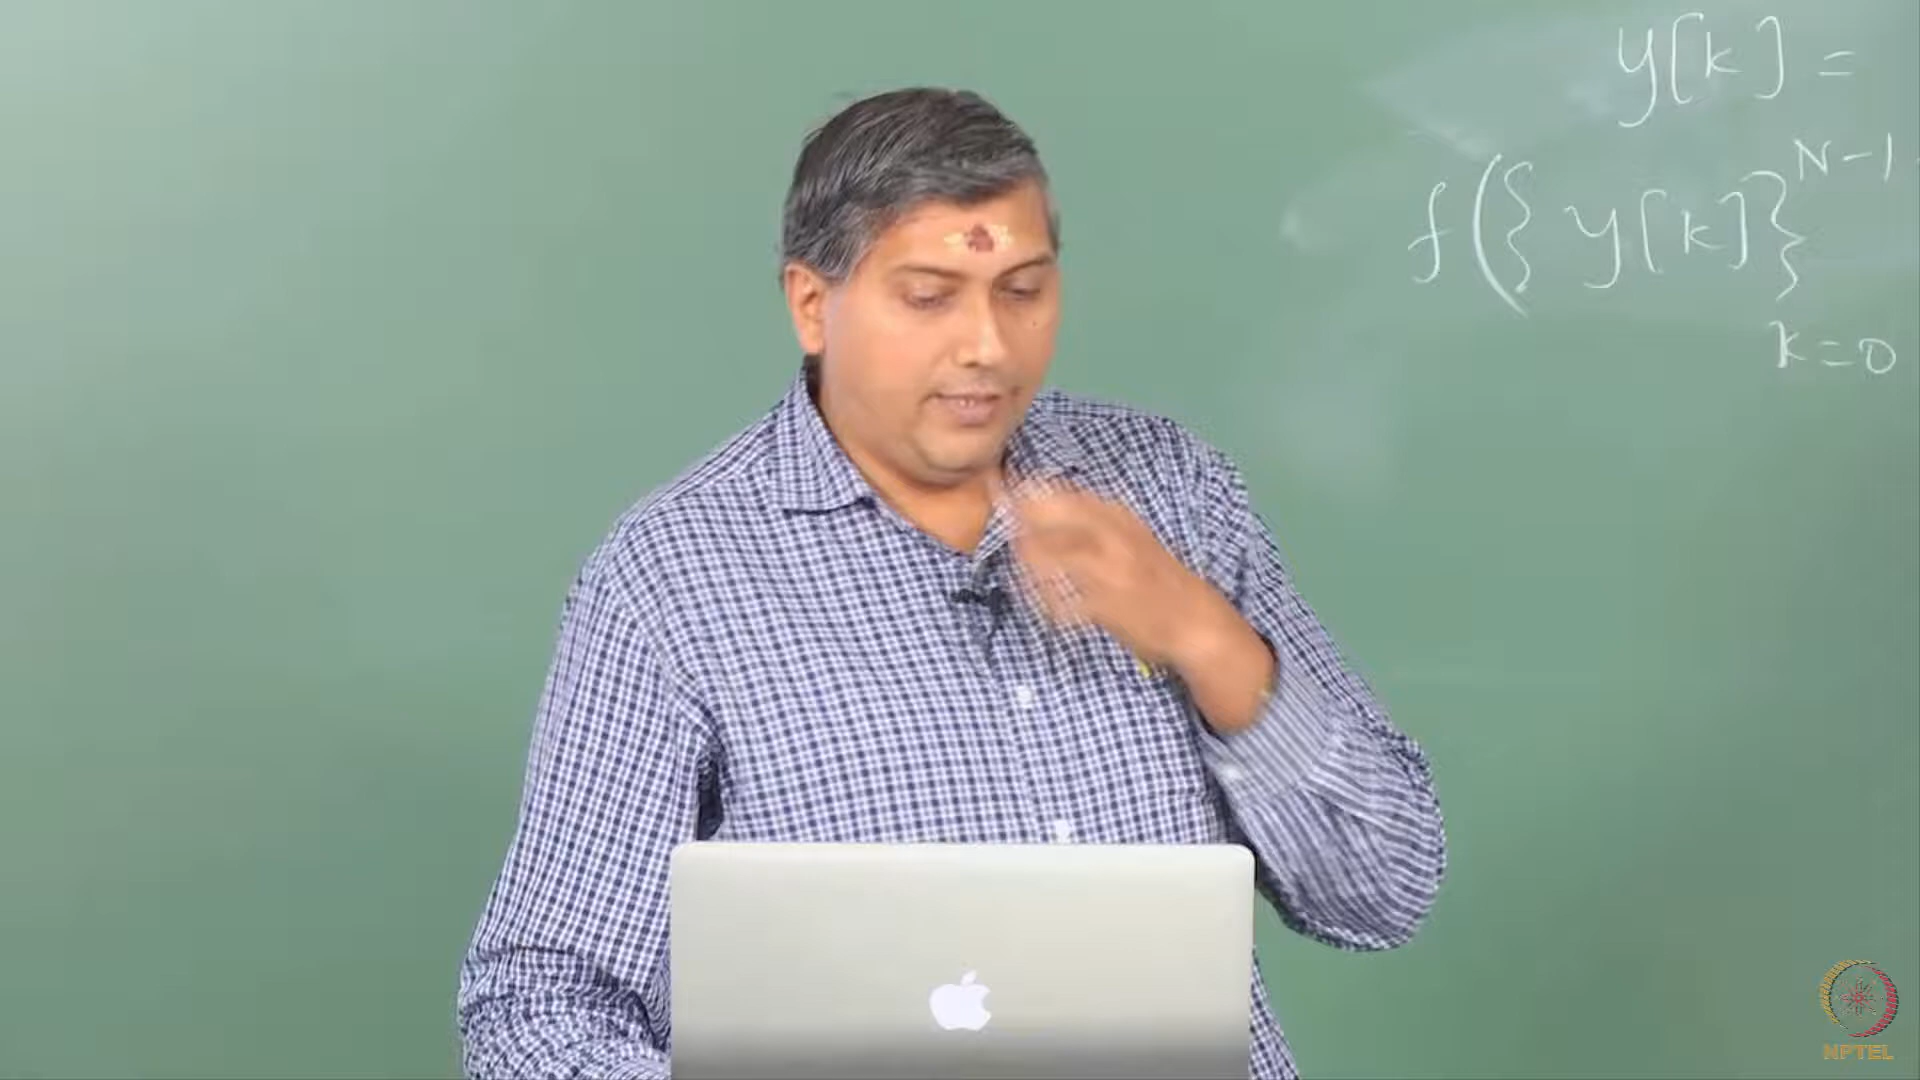 y[k] =
f({y[k]}^{N-1}
k=0
NPTEL